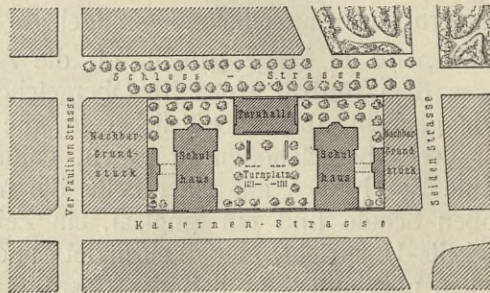 Schloss - Strasse
Turnhalle
Nachbar
Grund-
stück
Schul
haus
Turnplatz
Schul
haus
Nachbar
Grund
stück
Ver Paulinen Strasse
Seiden Strasse
Kasernen - Strasse